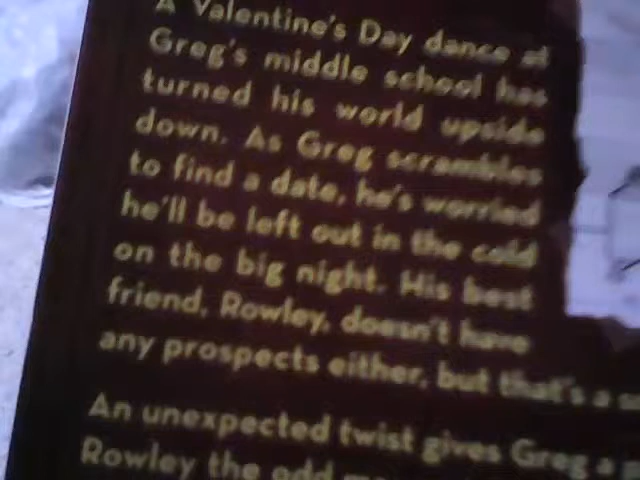 A Valentine's Day dance at
Greg's middle school has
turned his world upside
down. As Greg scrambles
to find a date, he's worried
he'll be left out in the cold
on the big night. His best
friend, Rowley, doesn't have
any prospects either, but that's a
An unexpected twist gives Greg a
Rowley the odd